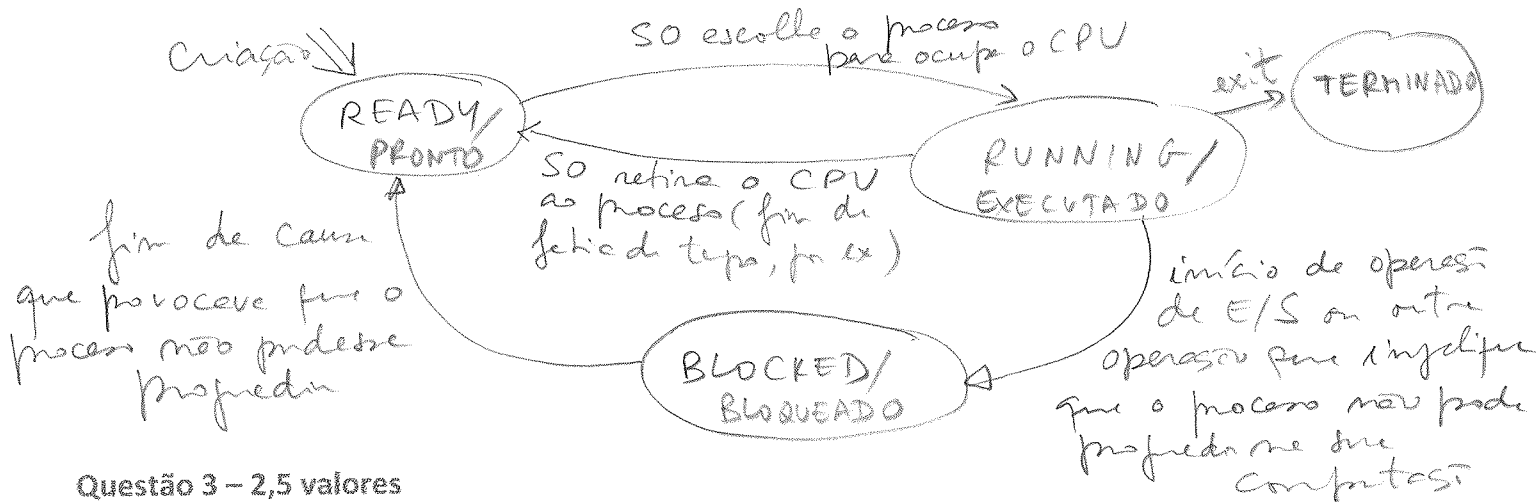 Criação
SO escolhe o processo
para ocupar o CPU
exit
TERMINADO
READY/
PRONTO
RUNNING/
EXECUTADO
SO retira o CPU
ao processo (fim de
fatia de tempo, por ex)
fim de causa
que provocava que o
processo não pudesse
progredir
início de operação
de E/S ou outra
operação que implique
que o processo não pode
progredir na sua
computação
BLOCKED/
BLOQUEADO
Questão 3 – 2,5 valores